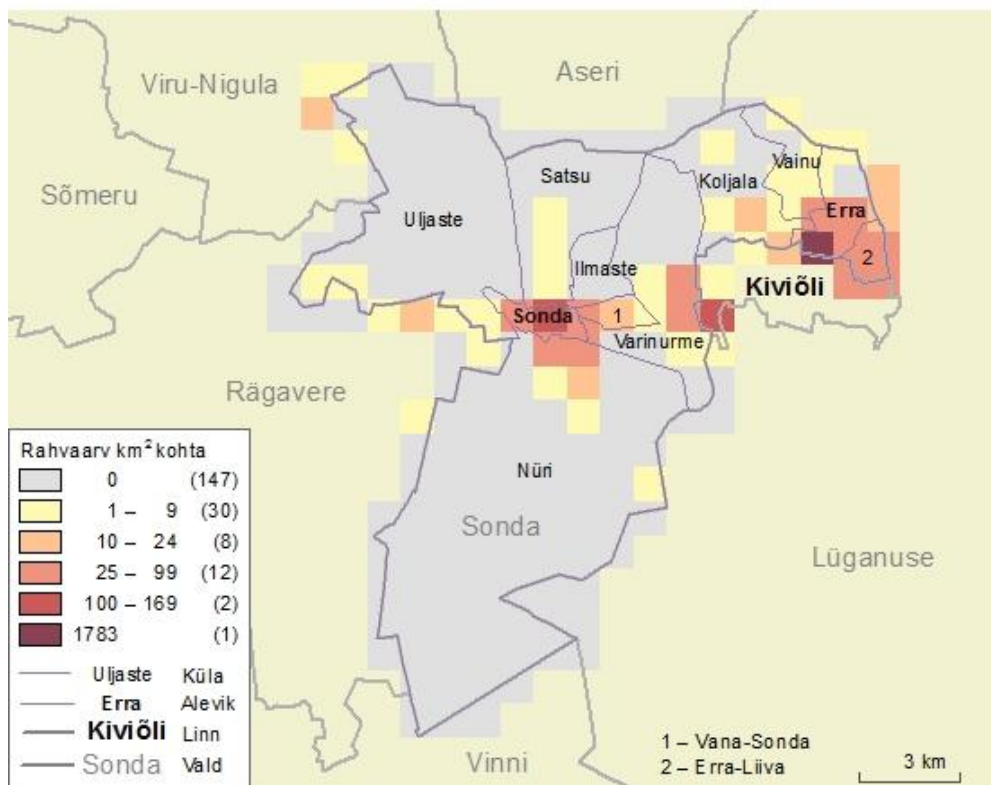 Aseri
Viru-Nigula
Vainu
Satsu
Koljala
Sõmeru
Uljaste
Erra
2
Ilmaste
Kiviõli
Sonda
1
Varinurme
Rägavere
Nüri
Sonda
Lüganuse
Vinni
Rahvaarv km² kohta
0 (147)
1 – 9 (30)
10 – 24 (8)
25 – 99 (12)
100 – 169 (2)
1783 (1)
Uljaste Küla
Erra Alevik
Kiviõli Linn
Sonda Vald
1 – Vana-Sonda
2 – Erra-Liiva
3 km